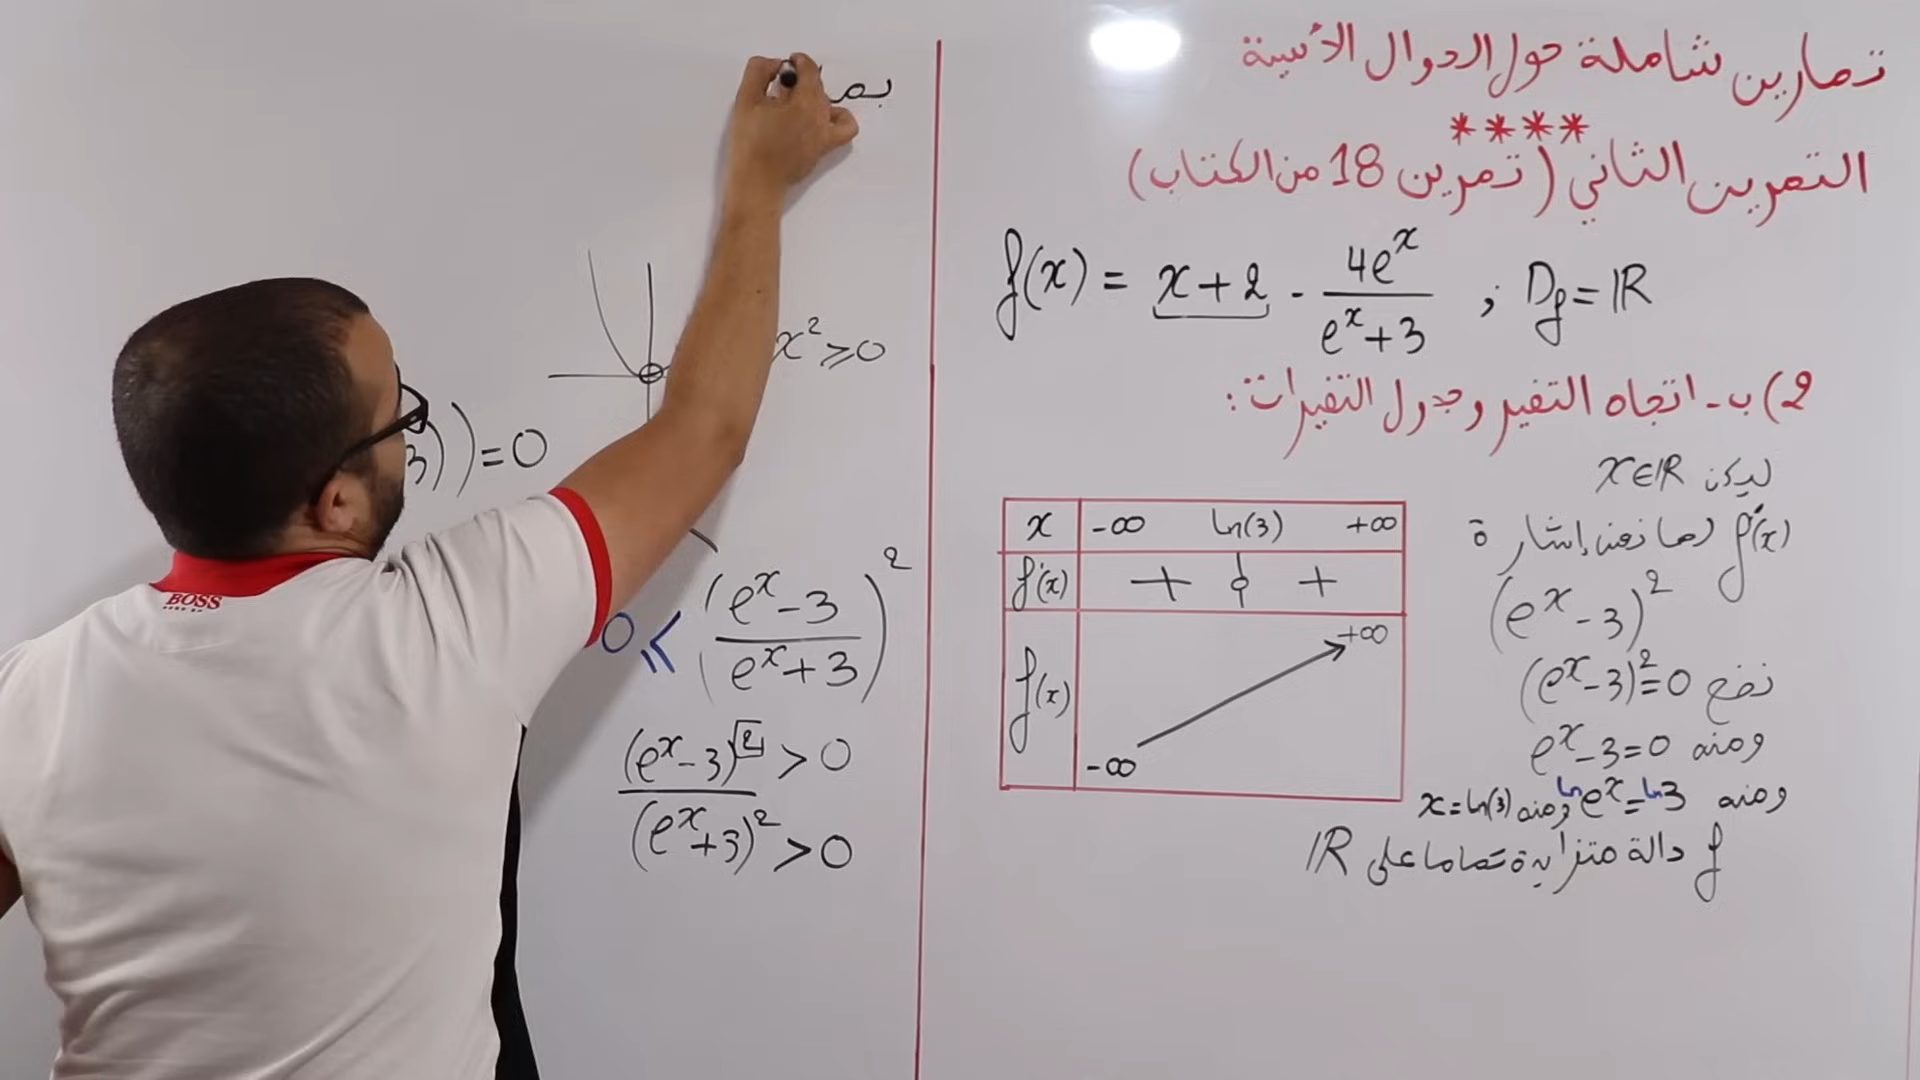 تمارين شاملة حول الدوال الأسية
****
التمرين الثاني (تمرين 18 من الكتاب)
f(x) = x+2 - 4e^x / (e^x+3) ; Df = IR
2) ب - اتجاه التغير وجدول التغيرات :
ليكن x∈IR
f'(x) لها نفس إشارة
(e^x - 3)^2
نضع (e^x-3)^2=0
ومنه e^x-3=0
ومنه ln e^x = ln 3 ومنه x=ln(3)
f دالة متزايدة تماما على IR
x -∞ ln(3) +∞
f'(x) + 0 +
f(x) -∞ +∞
بما
x^2 ⩾ 0
3))=0
0 ⩽ ((e^x-3)/(e^x+3))^2
(e^x-3)^2 > 0
(e^x+3)^2 > 0
BOSS